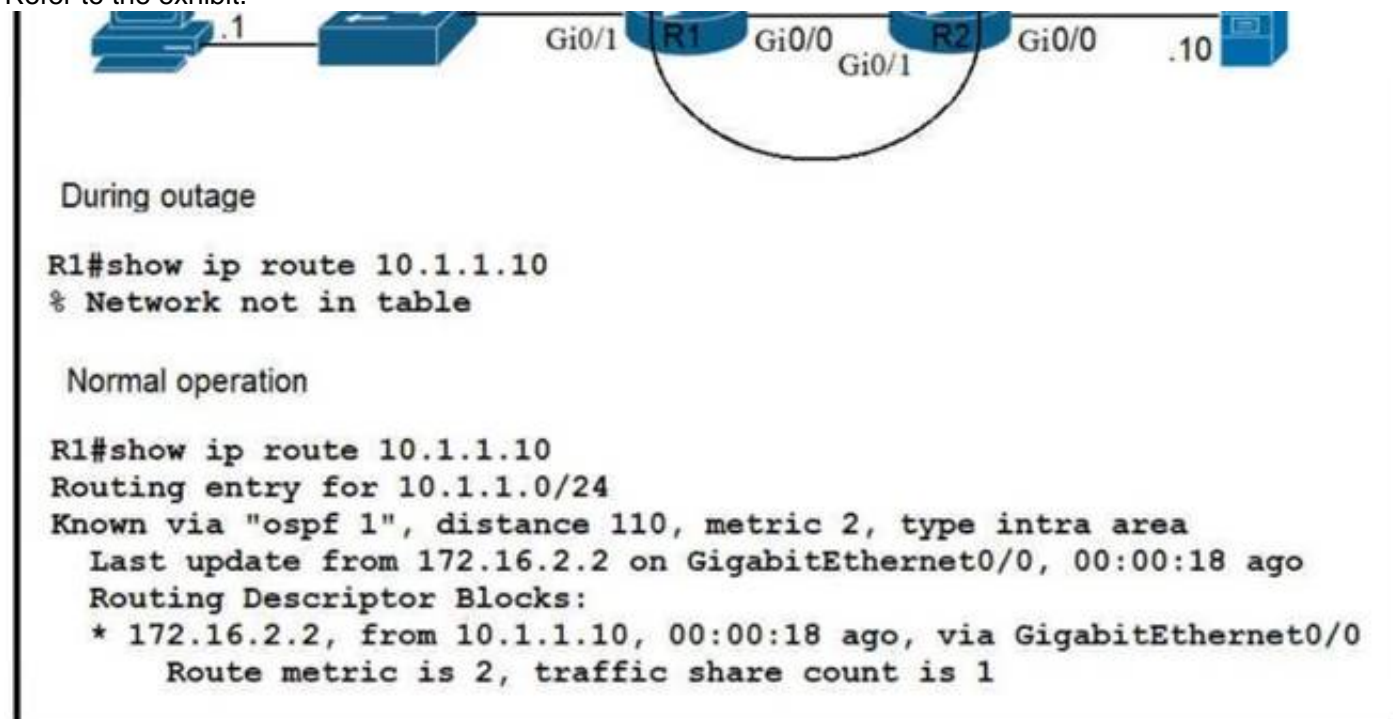 Refer to the exhibit.
.1
Gi0/1
R1
Gi0/0
Gi0/1
R2
Gi0/0
.10
During outage
R1#show ip route 10.1.1.10
% Network not in table
Normal operation
R1#show ip route 10.1.1.10
Routing entry for 10.1.1.0/24
Known via "ospf 1", distance 110, metric 2, type intra area
Last update from 172.16.2.2 on GigabitEthernet0/0, 00:00:18 ago
Routing Descriptor Blocks:
* 172.16.2.2, from 10.1.1.10, 00:00:18 ago, via GigabitEthernet0/0
Route metric is 2, traffic share count is 1